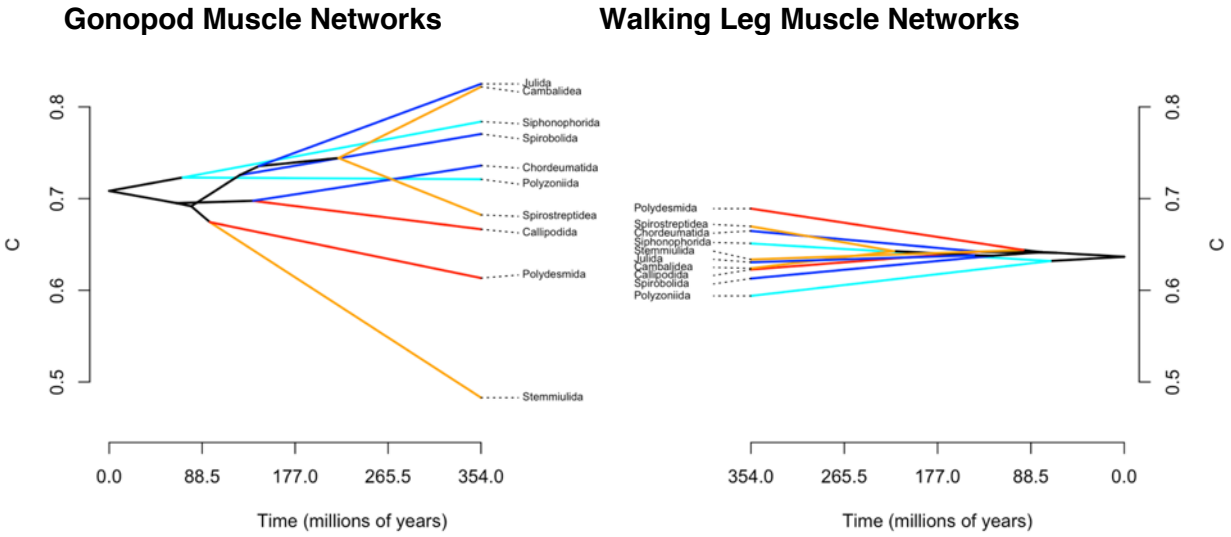 Gonopod Muscle Networks
Walking Leg Muscle Networks
C
0.8
0.7
0.6
0.5
Julida
Cambalidea
Siphonophorida
Spirobolida
Chordeumatida
Polyzoniida
Spirostreptidea
Callipodida
Polydesmida
Stemmiulida
0.0
88.5
177.0
265.5
354.0
Time (millions of years)
Polydesmida
Spirostreptidea
Chordeumatida
Siphonophorida
Stemmiulida
Julida
Cambalidea
Callipodida
Spirobolida
Polyzoniida
0.8
0.7
0.6
0.5
C
354.0
265.5
177.0
88.5
0.0
Time (millions of years)